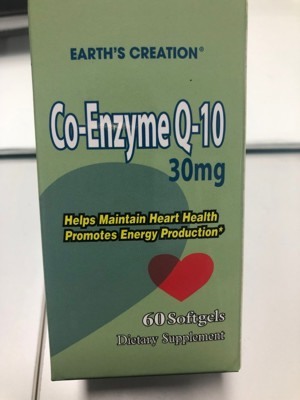 EARTH'S CREATION®
Co-Enzyme Q-10
30mg
Helps Maintain Heart Health
Promotes Energy Production*
60 Softgels
Dietary Supplement